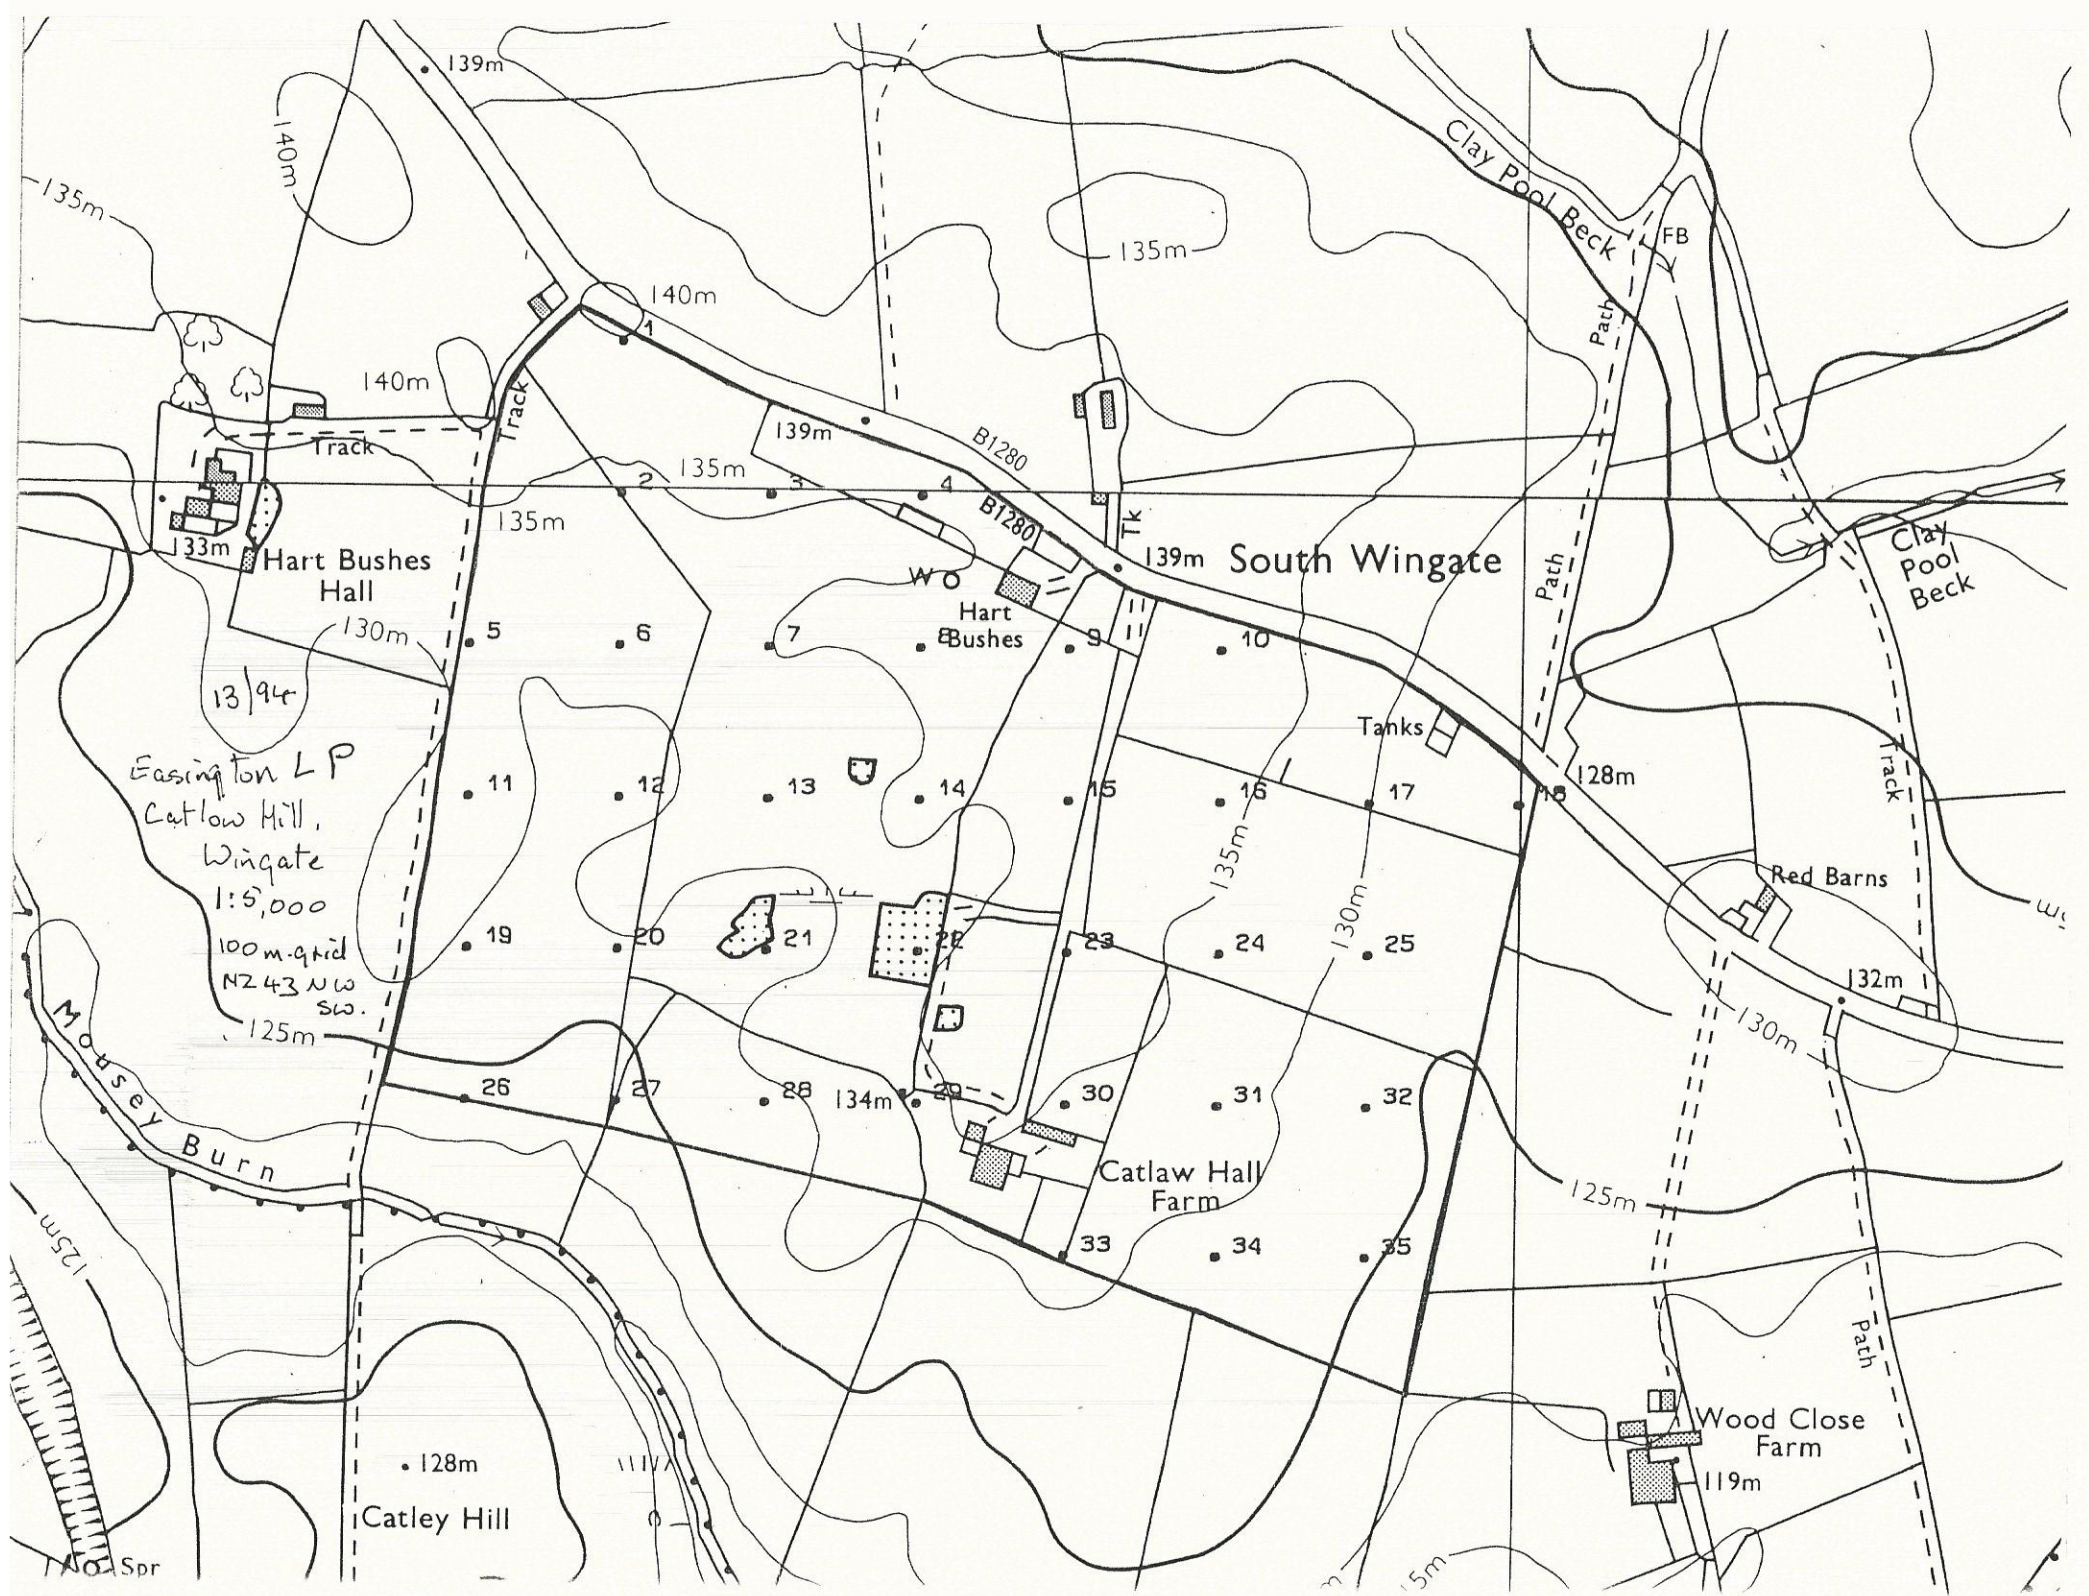 139m
140m
135m
Clay Pool Beck
FB
135m
140m
Path
140m
Track
Track
1
139m
B1280
135m
2
3
4
B1280
Tk
135m
133m
Hart Bushes
Hall
139m
South Wingate
Clay
Pool
Beck
W
Hart
Bushes
Path
130m
5
6
7
8
9
10
13/94
Easington LP
Catlow Hill,
Wingate
1:5,000
100 m. grid
NZ 43 NW
SW.
Tanks
128m
Track
11
12
13
14
15
16
17
18
135m
Red Barns
130m
19
20
21
22
23
24
25
132m
130m
Mousey Burn
125m
26
27
28
134m
29
30
31
32
Catlaw Hall
Farm
125m
125m
33
34
35
Path
Wood Close
Farm
119m
128m
Catley Hill
Spr
5m